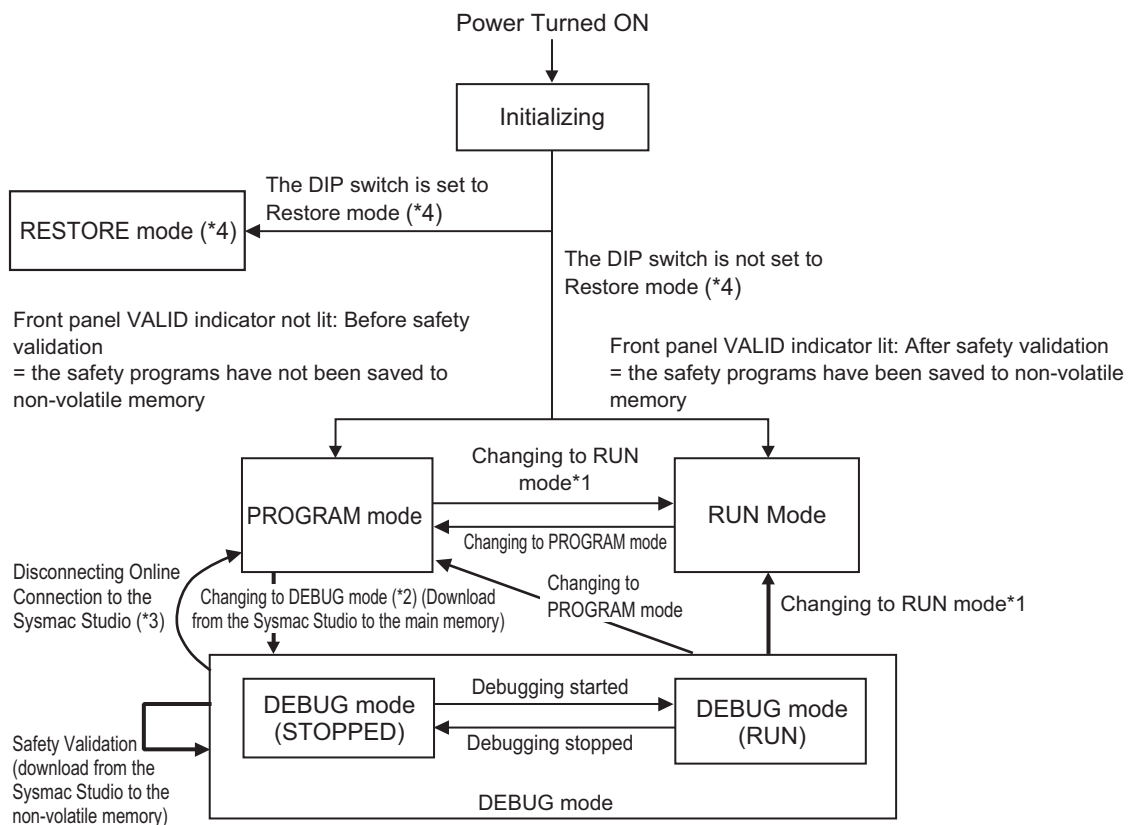 Power Turned ON
Initializing
The DIP switch is set to
Restore mode (*4)
RESTORE mode (*4)
The DIP switch is not set to
Restore mode (*4)
Front panel VALID indicator not lit: Before safety
validation
= the safety programs have not been saved to
non-volatile memory
Front panel VALID indicator lit: After safety validation
= the safety programs have been saved to non-volatile
memory
PROGRAM mode
Changing to RUN
mode*1
RUN Mode
Changing to PROGRAM mode
Disconnecting Online
Connection to the
Sysmac Studio (*3)
Changing to DEBUG mode (*2) (Download
from the Sysmac Studio to the main memory)
Changing to
PROGRAM mode
Changing to RUN mode*1
DEBUG mode
(STOPPED)
Debugging started
Debugging stopped
DEBUG mode
(RUN)
Safety Validation
(download from the
Sysmac Studio to the
non-volatile memory)
DEBUG mode